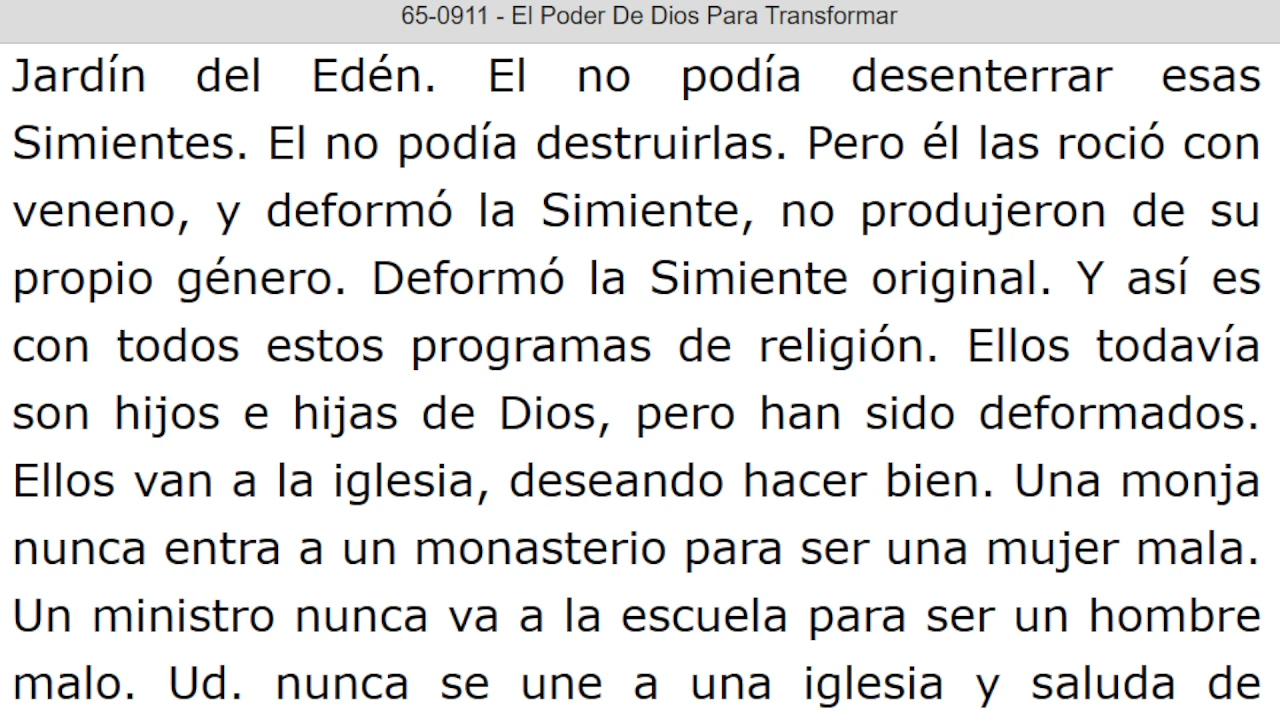 65-0911 - El Poder De Dios Para Transformar
Jardín del Edén. El no podía desenterrar esas
Simientes. El no podía destruirlas. Pero él las roció con
veneno, y deformó la Simiente, no produjeron de su
propio género. Deformó la Simiente original. Y así es
con todos estos programas de religión. Ellos todavía
son hijos e hijas de Dios, pero han sido deformados.
Ellos van a la iglesia, deseando hacer bien. Una monja
nunca entra a un monasterio para ser una mujer mala.
Un ministro nunca va a la escuela para ser un hombre
malo. Ud. nunca se une a una iglesia y saluda de